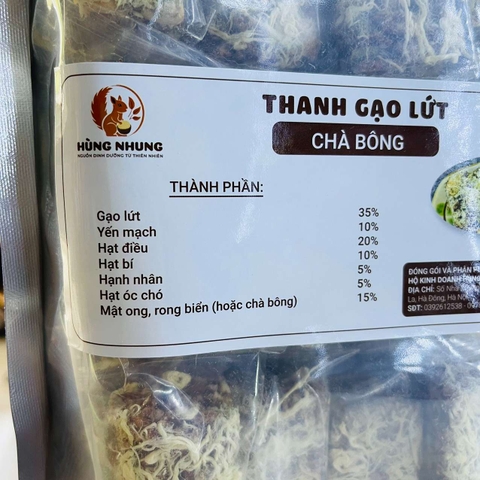 HÙNG NHUNG
NGUỒN DINH DƯỠNG TỪ THIÊN NHIÊN
THANH GẠO LỨT
CHÀ BÔNG
THÀNH PHẦN:
Gạo lứt 35%
Yến mạch 10%
Hạt điều 20%
Hạt bí 10%
Hạnh nhân 5%
Hạt óc chó 5%
Mật ong, rong biển (hoặc chà bông) 15%
ĐÓNG GÓI VÀ PHÂN
HỘ KINH DOANH
ĐỊA CHỈ: Số Nhà
La, Hà Đông, Hà Nội
SĐT: 0392612538 -